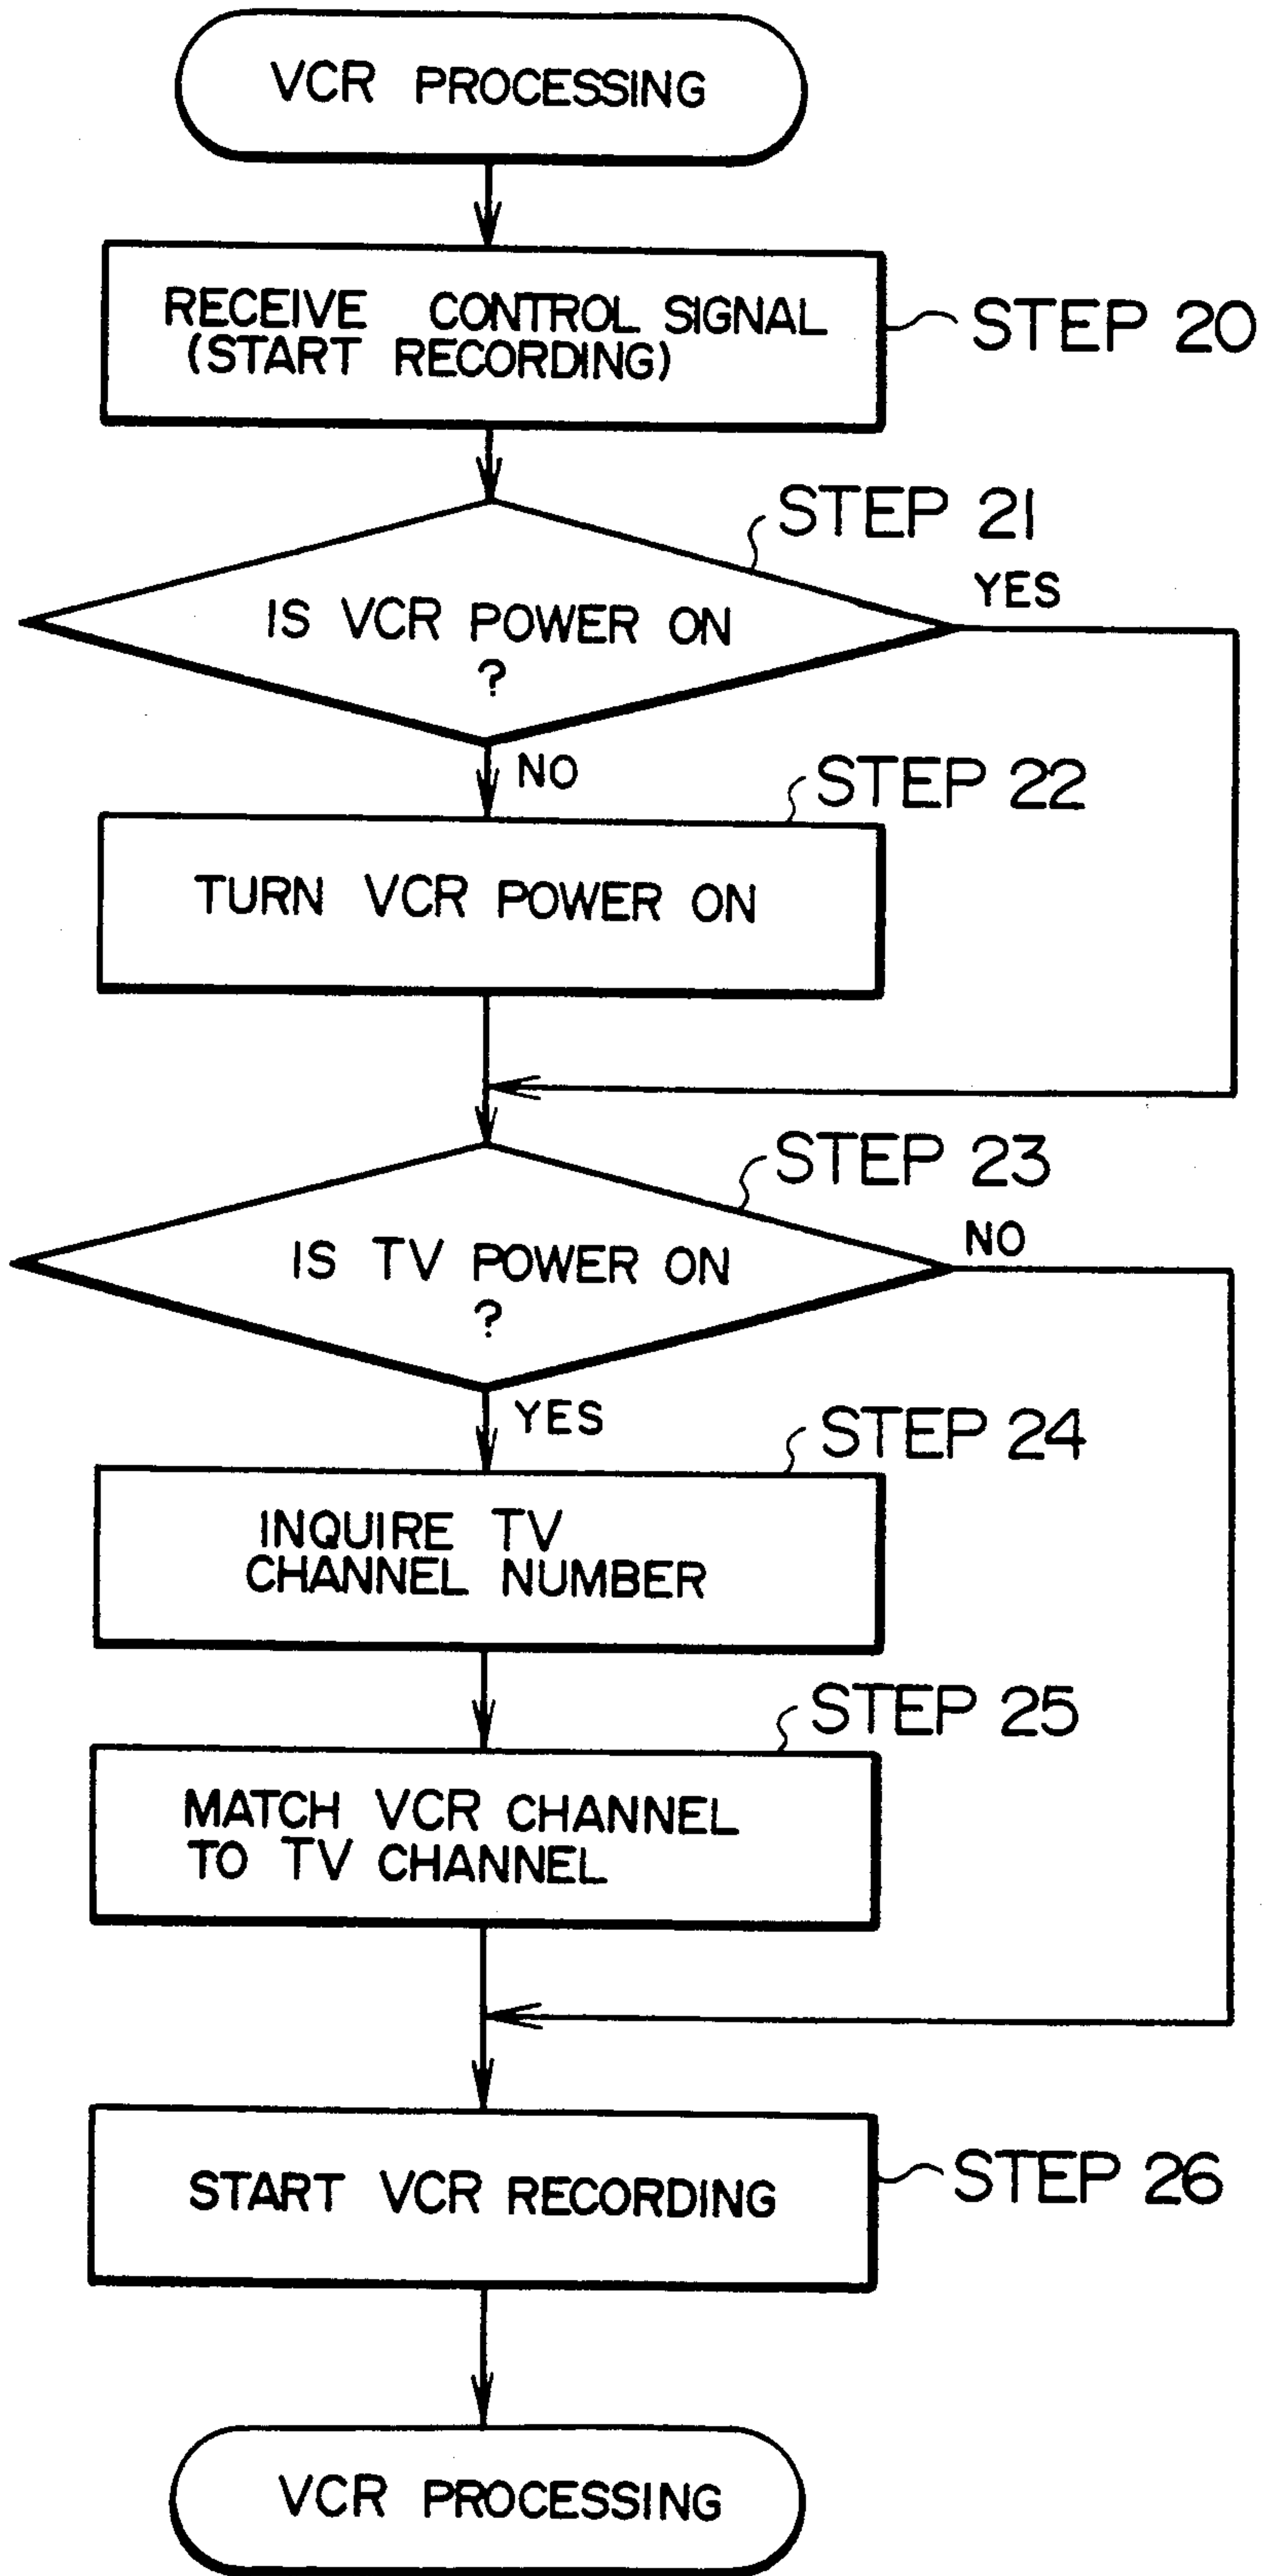 VCR PROCESSING
RECEIVE CONTROL SIGNAL
(START RECORDING)
STEP 20
STEP 21
IS VCR POWER ON
?
YES
NO
STEP 22
TURN VCR POWER ON
STEP 23
IS TV POWER ON
?
NO
YES
STEP 24
INQUIRE TV
CHANNEL NUMBER
STEP 25
MATCH VCR CHANNEL
TO TV CHANNEL
START VCR RECORDING
STEP 26
VCR PROCESSING